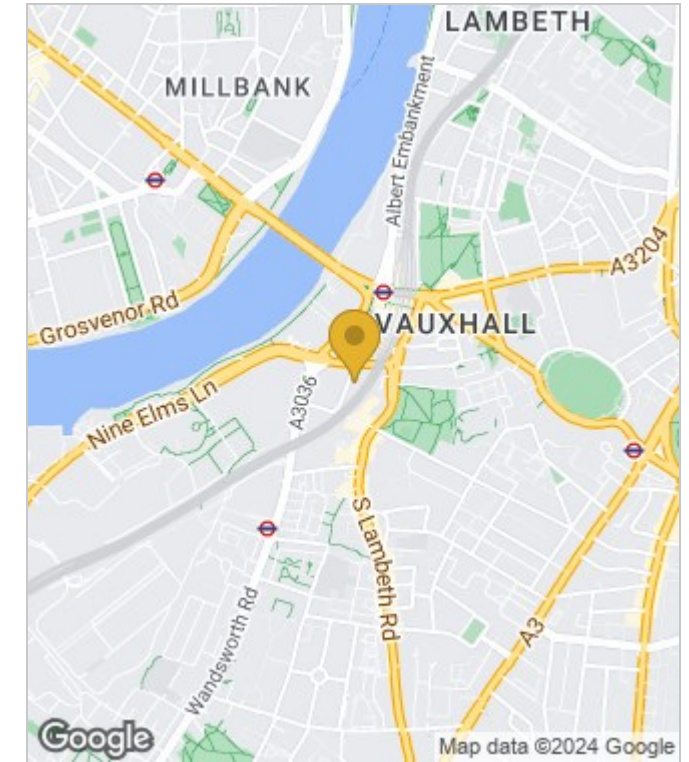 LAMBETH
MILLBANK
Albert Embankment
A3204
Grosvenor Rd
VAUXHALL
Nine Elms Ln
A3036
S Lambeth Rd
Wandsworth Rd
A3
Google
Map data ©2024 Google